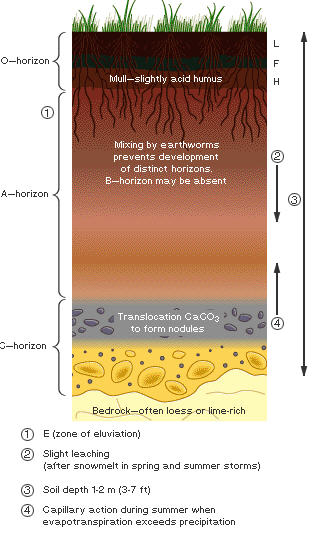 L
O—horizon
F
Mull—slightly acid humus
H
1
Mixing by earthworms
prevents development
of distinct horizons.
B—horizon may be absent
2
A—horizon
3
Translocation CaCO3
to form nodules
4
C—horizon
Bedrock—often loess or lime-rich
1 E (zone of eluviation)
2 Slight leaching
(after snowmelt in spring and summer storms)
3 Soil depth 1-2 m (3-7 ft)
4 Capillary action during summer when
evapotranspiration exceeds precipitation